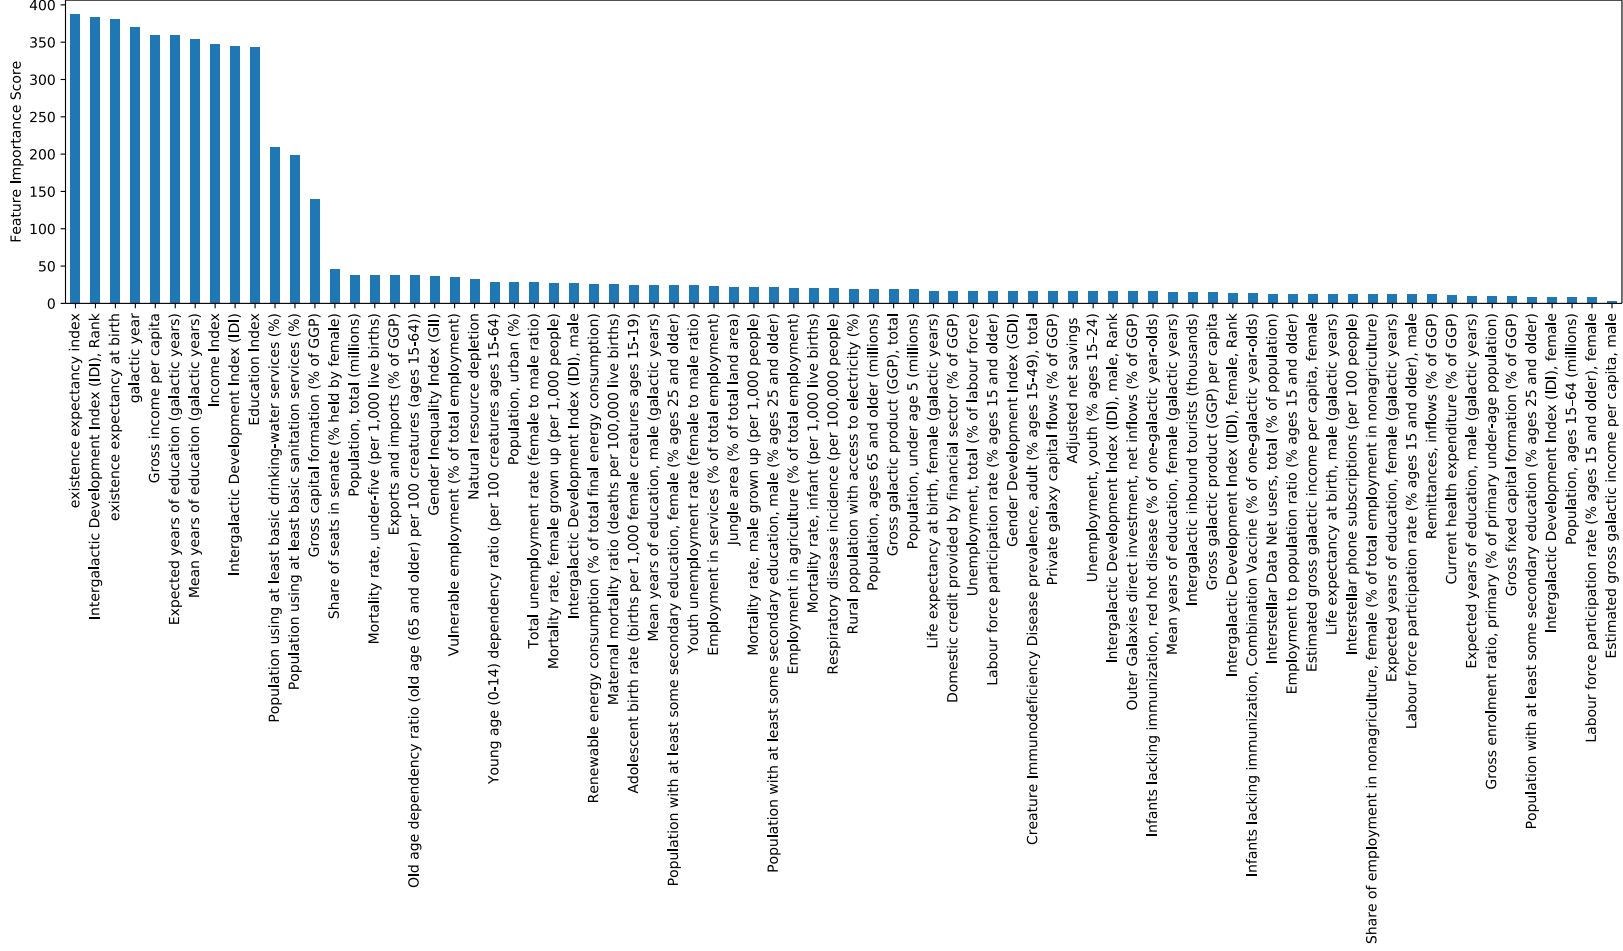 400
350
300
250
200
150
100
50
0
Feature Importance Score
existence expectancy index
Intergalactic Development Index (IDI), Rank
existence expectancy at birth
galactic year
Gross income per capita
Expected years of education (galactic years)
Mean years of education (galactic years)
Income Index
Intergalactic Development Index (IDI)
Education Index
Population using at least basic drinking-water services (%)
Population using at least basic sanitation services (%)
Gross capital formation (% of GGP)
Share of seats in senate (% held by female)
Population, total (millions)
Mortality rate, under-five (per 1,000 live births)
Exports and imports (% of GGP)
Old age dependency ratio (old age (65 and older) per 100 creatures (ages 15-64))
Gender Inequality Index (GII)
Vulnerable employment (% of total employment)
Natural resource depletion
Young age (0-14) dependency ratio (per 100 creatures ages 15-64)
Population, urban (%)
Total unemployment rate (female to male ratio)
Mortality rate, female grown up (per 1,000 people)
Intergalactic Development Index (IDI), male
Renewable energy consumption (% of total final energy consumption)
Maternal mortality ratio (deaths per 100,000 live births)
Adolescent birth rate (births per 1,000 female creatures ages 15-19)
Mean years of education, male (galactic years)
Population with at least some secondary education, female (% ages 25 and older)
Youth unemployment rate (female to male ratio)
Employment in services (% of total employment)
Jungle area (% of total land area)
Mortality rate, male grown up (per 1,000 people)
Population with at least some secondary education, male (% ages 25 and older)
Employment in agriculture (% of total employment)
Mortality rate, infant (per 1,000 live births)
Respiratory disease incidence (per 100,000 people)
Rural population with access to electricity (%)
Population, ages 65 and older (millions)
Gross galactic product (GGP), total
Population, under age 5 (millions)
Life expectancy at birth, female (galactic years)
Domestic credit provided by financial sector (% of GGP)
Unemployment, total (% of labour force)
Labour force participation rate (% ages 15 and older)
Gender Development Index (GDI)
Creature Immunodeficiency Disease prevalence, adult (% ages 15-49), total
Private galaxy capital flows (% of GGP)
Adjusted net savings
Unemployment, youth (% ages 15-24)
Intergalactic Development Index (IDI), male, Rank
Outer Galaxies direct investment, net inflows (% of GGP)
Infants lacking immunization, red hot disease (% of one-galactic year-olds)
Mean years of education, female (galactic years)
Intergalactic inbound tourists (thousands)
Gross galactic product (GGP) per capita
Intergalactic Development Index (IDI), female, Rank
Infants lacking immunization, Combination Vaccine (% of one-galactic year-olds)
Interstellar Data Net users, total (% of population)
Employment to population ratio (% ages 15 and older)
Estimated gross galactic income per capita, female
Life expectancy at birth, male (galactic years)
Interstellar phone subscriptions (per 100 people)
Share of employment in nonagriculture, female (% of total employment in nonagriculture)
Expected years of education, female (galactic years)
Labour force participation rate (% ages 15 and older), male
Remittances, inflows (% of GGP)
Current health expenditure (% of GGP)
Expected years of education, male (galactic years)
Gross enrolment ratio, primary (% of primary under-age population)
Gross fixed capital formation (% of GGP)
Population with at least some secondary education (% ages 25 and older)
Intergalactic Development Index (IDI), female
Population, ages 15–64 (millions)
Labour force participation rate (% ages 15 and older), female
Estimated gross galactic income per capita, male